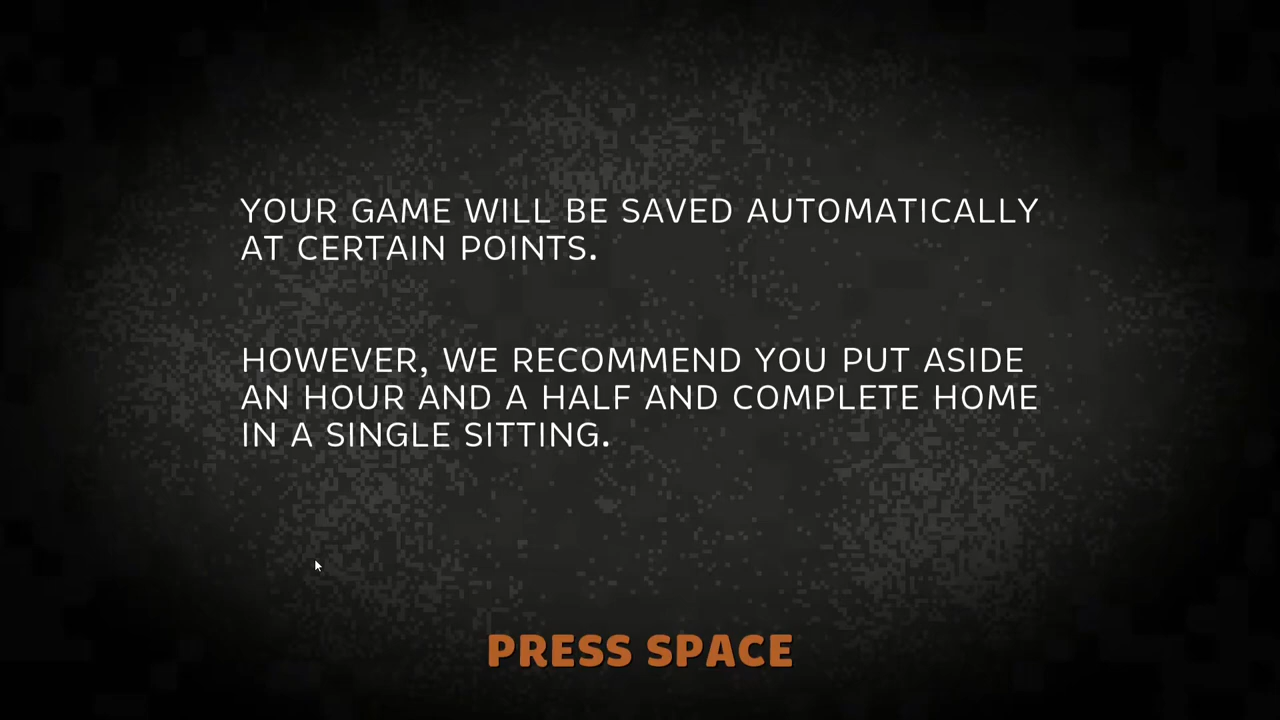 YOUR GAME WILL BE SAVED AUTOMATICALLY
AT CERTAIN POINTS.
HOWEVER, WE RECOMMEND YOU PUT ASIDE
AN HOUR AND A HALF AND COMPLETE HOME
IN A SINGLE SITTING.
PRESS SPACE